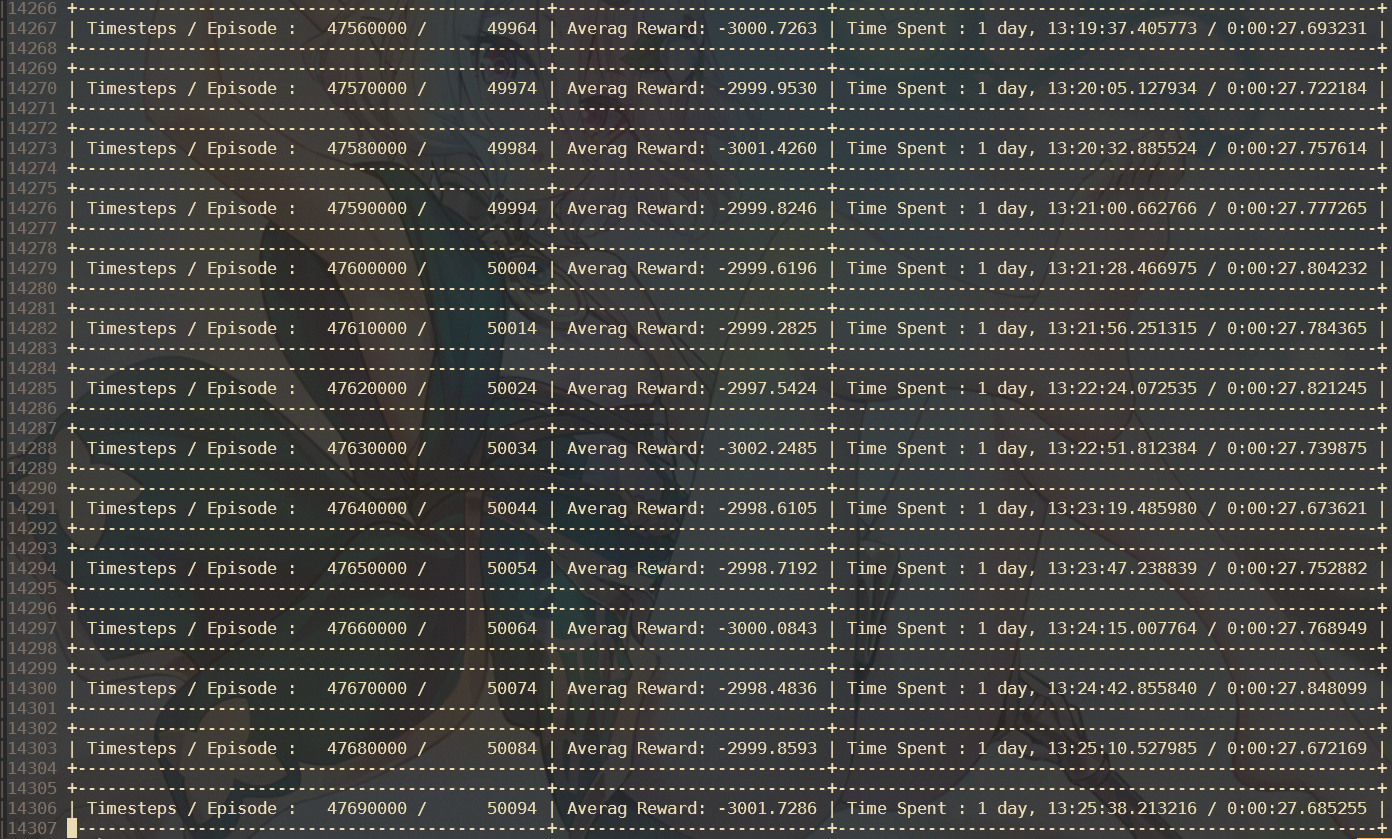 14266 +-----------------------------------------------+---------------------------+------------------------------------------------------+
14267 | Timesteps / Episode :   47560000 /      49964 | Averag Reward: -3000.7263 | Time Spent : 1 day, 13:19:37.405773 / 0:00:27.693231 |
14268 +-----------------------------------------------+---------------------------+------------------------------------------------------+
14269 +-----------------------------------------------+---------------------------+------------------------------------------------------+
14270 | Timesteps / Episode :   47570000 /      49974 | Averag Reward: -2999.9530 | Time Spent : 1 day, 13:20:05.127934 / 0:00:27.722184 |
14271 +-----------------------------------------------+---------------------------+------------------------------------------------------+
14272 +-----------------------------------------------+---------------------------+------------------------------------------------------+
14273 | Timesteps / Episode :   47580000 /      49984 | Averag Reward: -3001.4260 | Time Spent : 1 day, 13:20:32.885524 / 0:00:27.757614 |
14274 +-----------------------------------------------+---------------------------+------------------------------------------------------+
14275 +-----------------------------------------------+---------------------------+------------------------------------------------------+
14276 | Timesteps / Episode :   47590000 /      49994 | Averag Reward: -2999.8246 | Time Spent : 1 day, 13:21:00.662766 / 0:00:27.777265 |
14277 +-----------------------------------------------+---------------------------+------------------------------------------------------+
14278 +-----------------------------------------------+---------------------------+------------------------------------------------------+
14279 | Timesteps / Episode :   47600000 /      50004 | Averag Reward: -2999.6196 | Time Spent : 1 day, 13:21:28.466975 / 0:00:27.804232 |
14280 +-----------------------------------------------+---------------------------+------------------------------------------------------+
14281 +-----------------------------------------------+---------------------------+------------------------------------------------------+
14282 | Timesteps / Episode :   47610000 /      50014 | Averag Reward: -2999.2825 | Time Spent : 1 day, 13:21:56.251315 / 0:00:27.784365 |
14283 +-----------------------------------------------+---------------------------+------------------------------------------------------+
14284 +-----------------------------------------------+---------------------------+------------------------------------------------------+
14285 | Timesteps / Episode :   47620000 /      50024 | Averag Reward: -2997.5424 | Time Spent : 1 day, 13:22:24.072535 / 0:00:27.821245 |
14286 +-----------------------------------------------+---------------------------+------------------------------------------------------+
14287 +-----------------------------------------------+---------------------------+------------------------------------------------------+
14288 | Timesteps / Episode :   47630000 /      50034 | Averag Reward: -3002.2485 | Time Spent : 1 day, 13:22:51.812384 / 0:00:27.739875 |
14289 +-----------------------------------------------+---------------------------+------------------------------------------------------+
14290 +-----------------------------------------------+---------------------------+------------------------------------------------------+
14291 | Timesteps / Episode :   47640000 /      50044 | Averag Reward: -2998.6105 | Time Spent : 1 day, 13:23:19.485980 / 0:00:27.673621 |
14292 +-----------------------------------------------+---------------------------+------------------------------------------------------+
14293 +-----------------------------------------------+---------------------------+------------------------------------------------------+
14294 | Timesteps / Episode :   47650000 /      50054 | Averag Reward: -2998.7192 | Time Spent : 1 day, 13:23:47.238839 / 0:00:27.752882 |
14295 +-----------------------------------------------+---------------------------+------------------------------------------------------+
14296 +-----------------------------------------------+---------------------------+------------------------------------------------------+
14297 | Timesteps / Episode :   47660000 /      50064 | Averag Reward: -3000.0843 | Time Spent : 1 day, 13:24:15.007764 / 0:00:27.768949 |
14298 +-----------------------------------------------+---------------------------+------------------------------------------------------+
14299 +-----------------------------------------------+---------------------------+------------------------------------------------------+
14300 | Timesteps / Episode :   47670000 /      50074 | Averag Reward: -2998.4836 | Time Spent : 1 day, 13:24:42.855840 / 0:00:27.848099 |
14301 +-----------------------------------------------+---------------------------+------------------------------------------------------+
14302 +-----------------------------------------------+---------------------------+------------------------------------------------------+
14303 | Timesteps / Episode :   47680000 /      50084 | Averag Reward: -2999.8593 | Time Spent : 1 day, 13:25:10.527985 / 0:00:27.672169 |
14304 +-----------------------------------------------+---------------------------+------------------------------------------------------+
14305 +-----------------------------------------------+---------------------------+------------------------------------------------------+
14306 | Timesteps / Episode :   47690000 /      50094 | Averag Reward: -3001.7286 | Time Spent : 1 day, 13:25:38.213216 / 0:00:27.685255 |
14307  -----------------------------------------------+---------------------------+------------------------------------------------------+